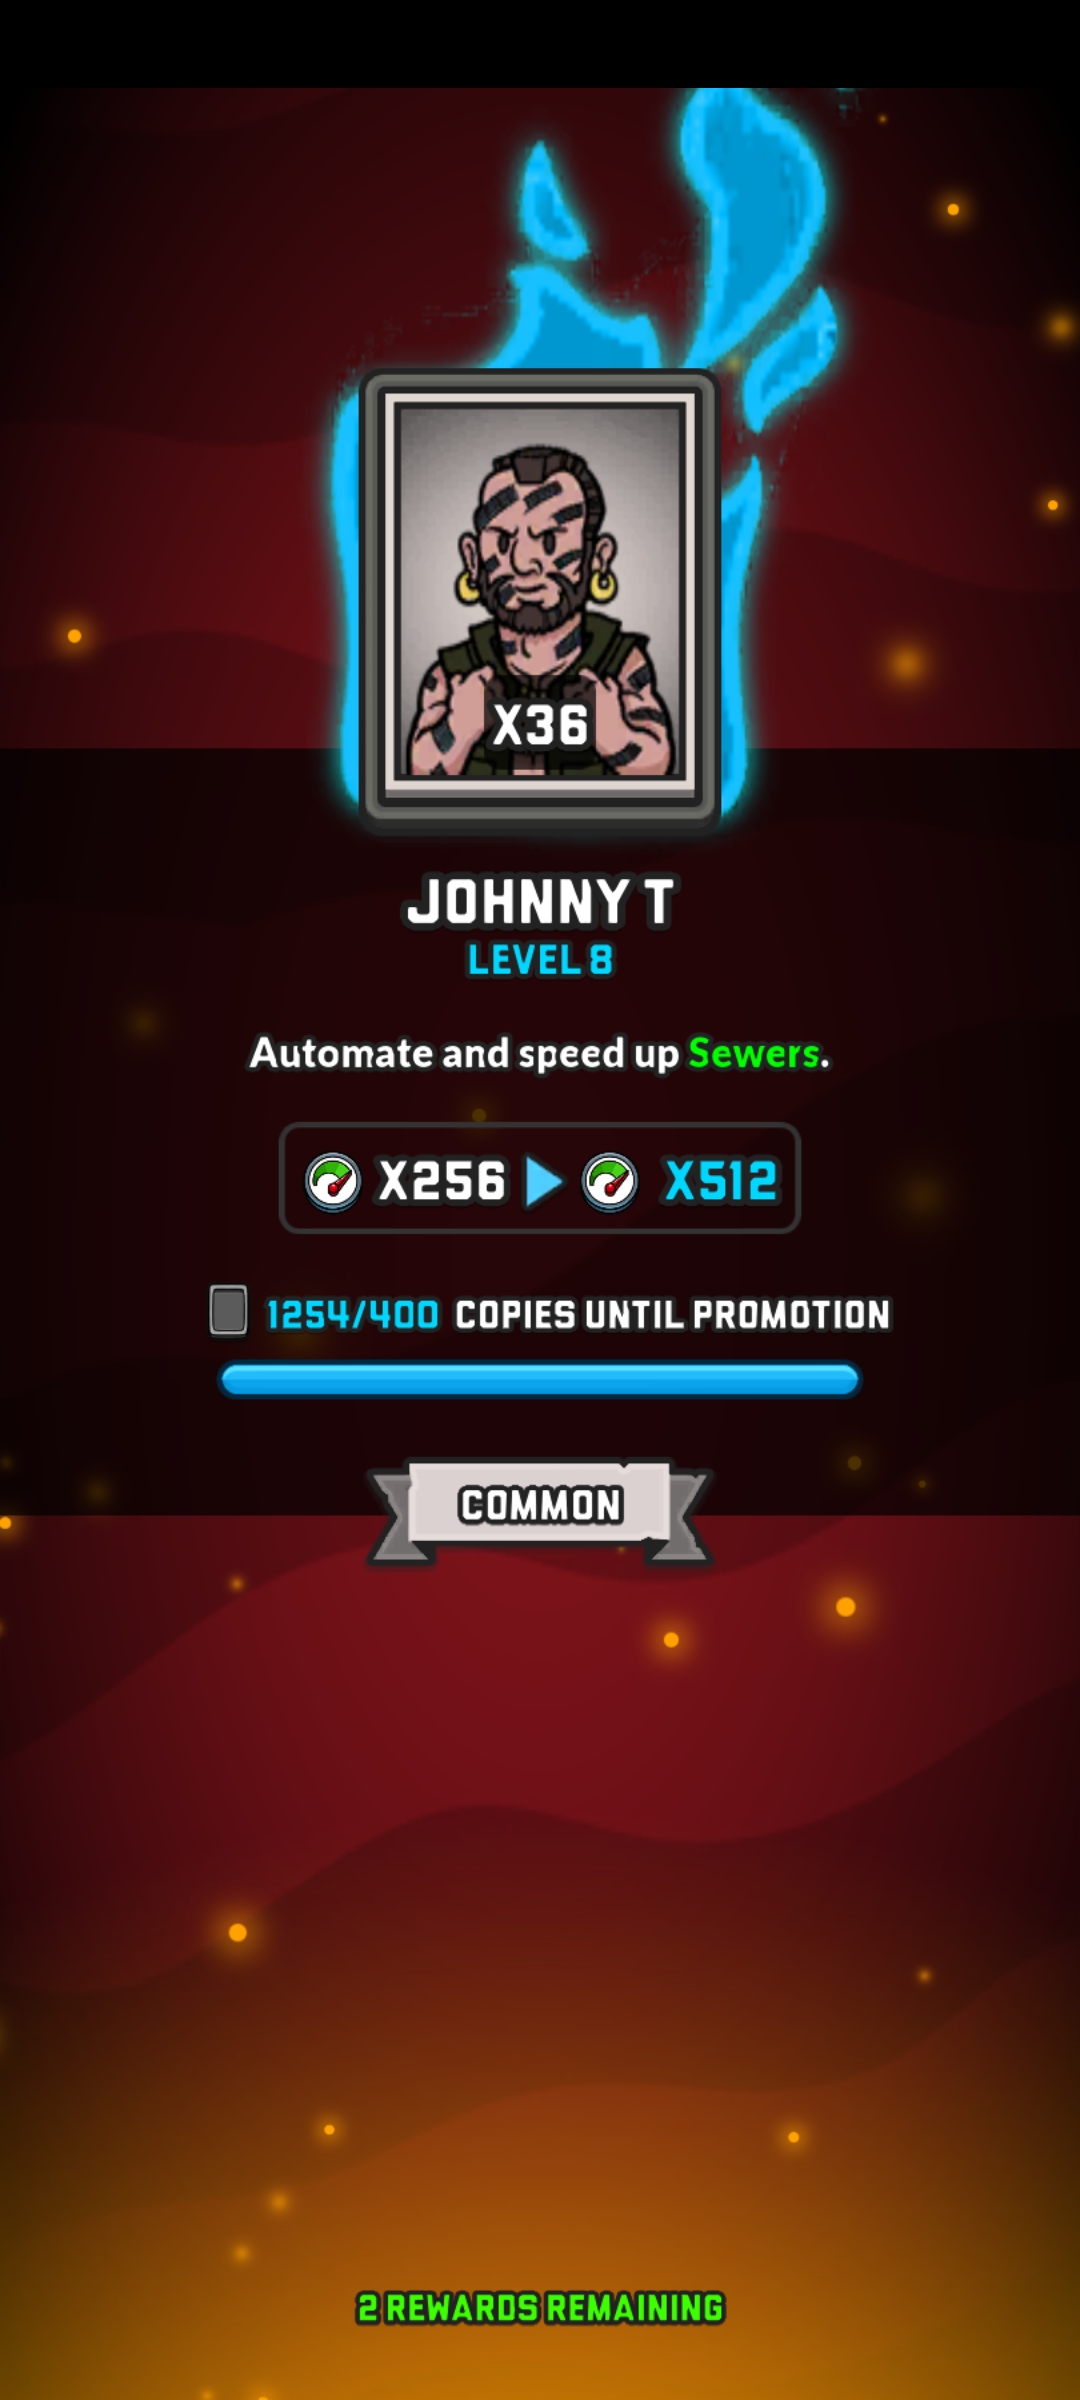 X36
JOHNNY T
LEVEL 8
Automate and speed up Sewers.
X256 X512
1254/400 COPIES UNTIL PROMOTION
COMMON
2 REWARDS REMAINING